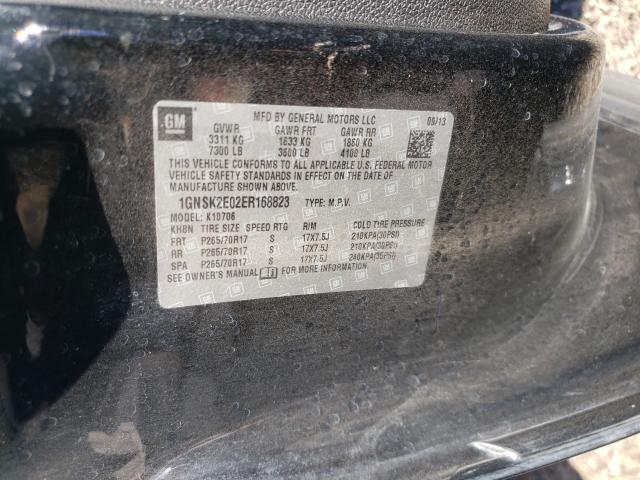 GM
MFD BY GENERAL MOTORS LLC 09/13
GVWR GAWR FRT GAWR RR
3311 KG 1633 KG 1860 KG
7300 LB 3600 LB 4100 LB
THIS VEHICLE CONFORMS TO ALL APPLICABLE U.S. FEDERAL MOTOR
VEHICLE SAFETY STANDARDS IN EFFECT ON THE DATE OF
MANUFACTURE SHOWN ABOVE.
1GNSK2E02ER168823 TYPE: M.P.V.
MODEL: K10706
KH8N TIRE SIZE SPEED RTG RIM COLD TIRE PRESSURE
FRT P265/70R17 S 17X7.5J 210KPA(30PSI)
RR P265/70R17 S 17X7.5J 210KPA(30PSI)
SPA P265/70R17 S 17X7.5J 240KPA(35PSI)
SEE OWNER'S MANUAL FOR MORE INFORMATION.